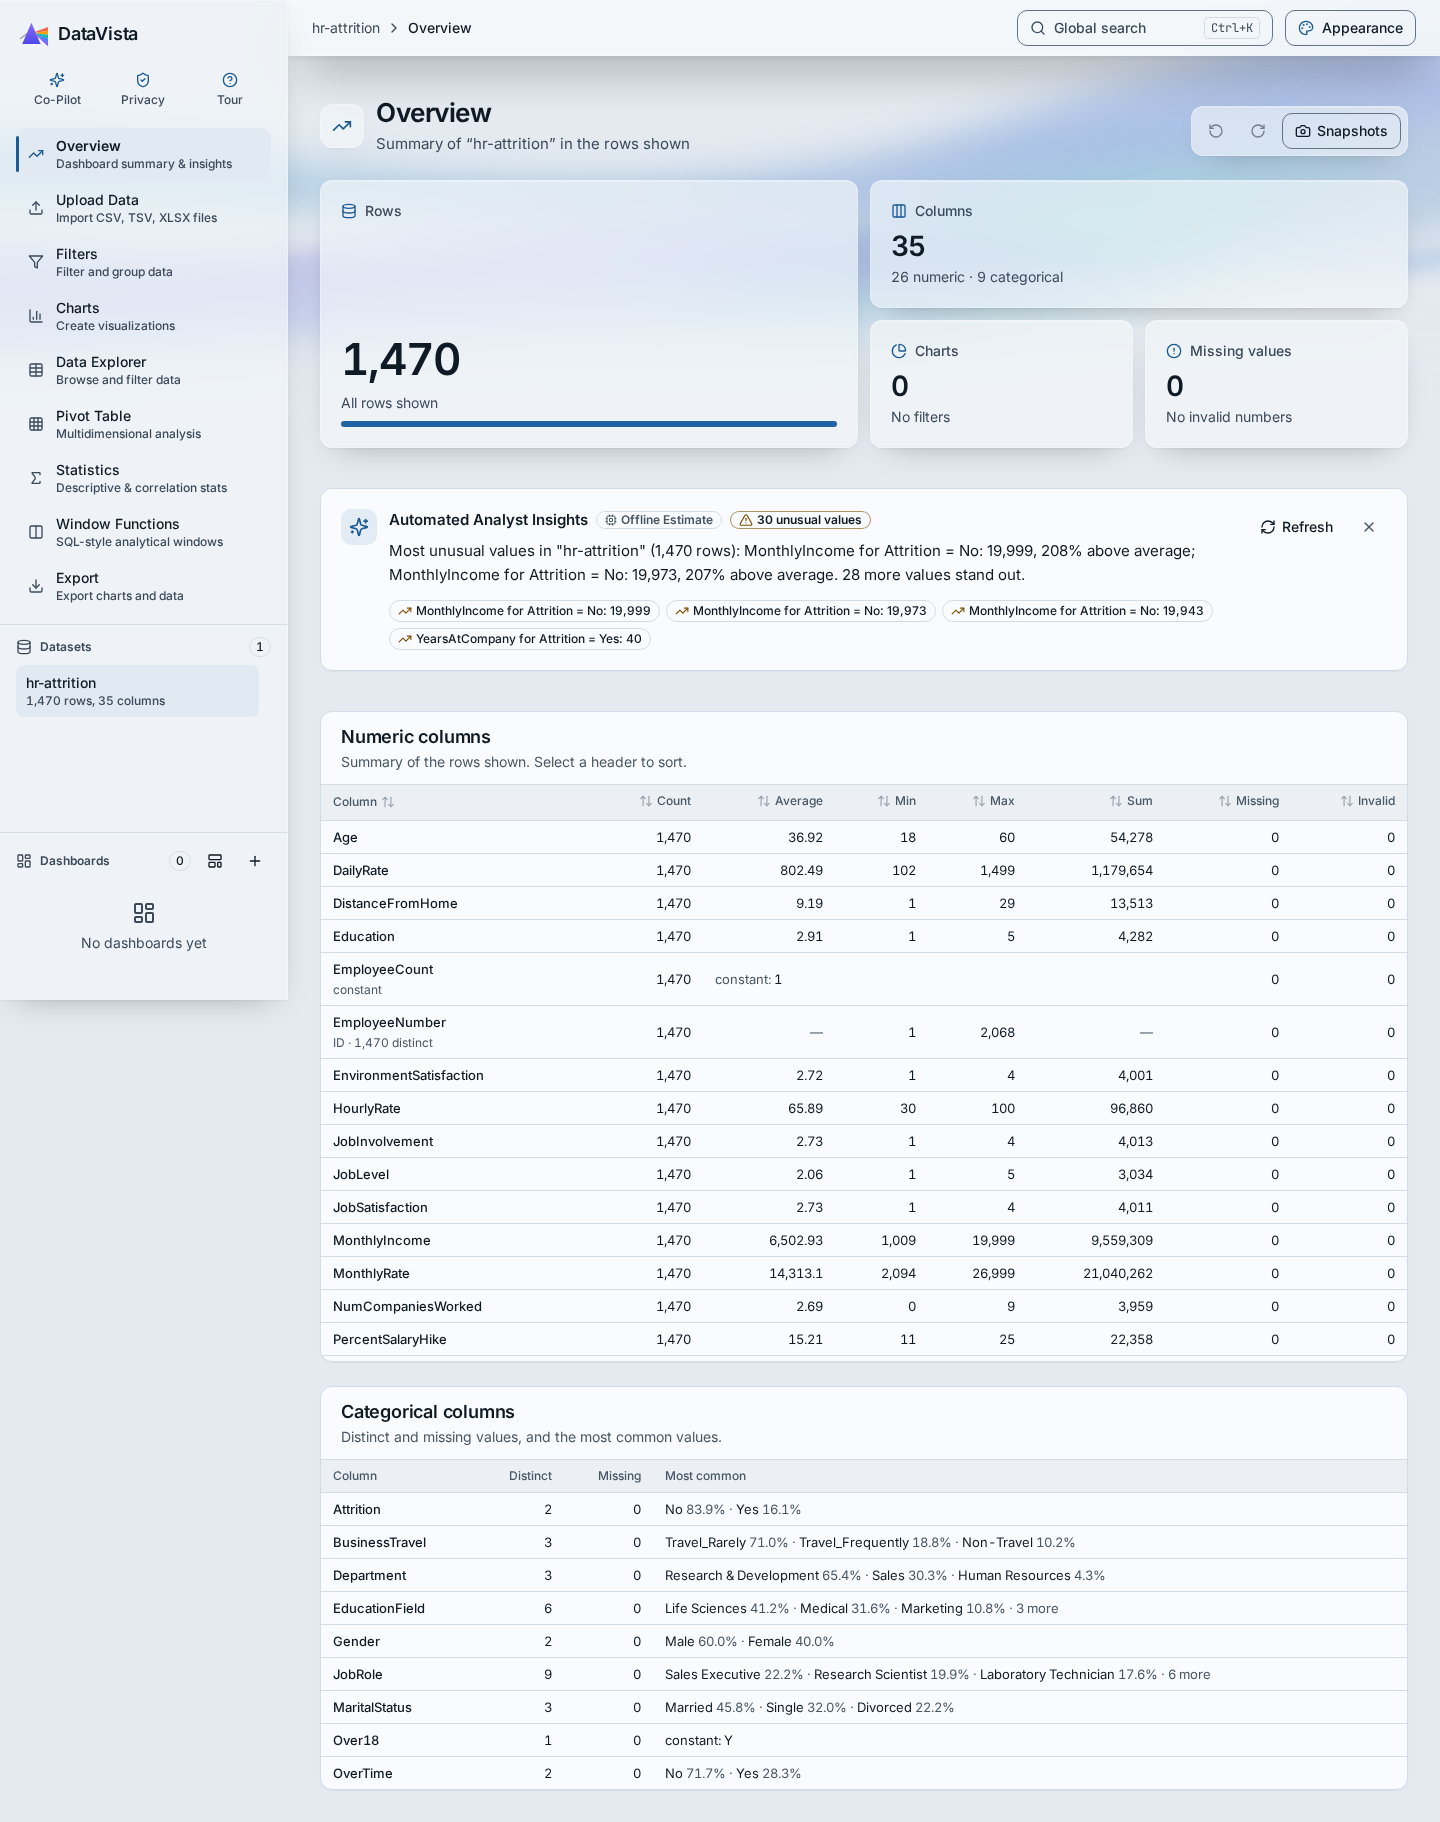 DataVista
Co-Pilot
Privacy
Tour
Overview
Dashboard summary & insights
Upload Data
Import CSV, TSV, XLSX files
Filters
Filter and group data
Charts
Create visualizations
Data Explorer
Browse and filter data
Pivot Table
Multidimensional analysis
Statistics
Descriptive & correlation stats
Window Functions
SQL-style analytical windows
Export
Export charts and data
Datasets 1
hr-attrition
1,470 rows, 35 columns
Dashboards 0
No dashboards yet
hr-attrition Overview
Global search Ctrl+K
Appearance
Overview
Summary of “hr-attrition” in the rows shown
Snapshots
Rows
1,470
All rows shown
Columns
35
26 numeric · 9 categorical
Charts
0
No filters
Missing values
0
No invalid numbers
Automated Analyst Insights Offline Estimate 30 unusual values
Refresh
Most unusual values in "hr-attrition" (1,470 rows): MonthlyIncome for Attrition = No: 19,999, 208% above average;
MonthlyIncome for Attrition = No: 19,973, 207% above average. 28 more values stand out.
MonthlyIncome for Attrition = No: 19,999 MonthlyIncome for Attrition = No: 19,973 MonthlyIncome for Attrition = No: 19,943
YearsAtCompany for Attrition = Yes: 40
Numeric columns
Summary of the rows shown. Select a header to sort.
Column Count Average Min Max Sum Missing Invalid
Age 1,470 36.92 18 60 54,278 0 0
DailyRate 1,470 802.49 102 1,499 1,179,654 0 0
DistanceFromHome 1,470 9.19 1 29 13,513 0 0
Education 1,470 2.91 1 5 4,282 0 0
EmployeeCount 1,470 constant: 1 0 0
constant
EmployeeNumber 1,470 — 1 2,068 — 0 0
ID · 1,470 distinct
EnvironmentSatisfaction 1,470 2.72 1 4 4,001 0 0
HourlyRate 1,470 65.89 30 100 96,860 0 0
JobInvolvement 1,470 2.73 1 4 4,013 0 0
JobLevel 1,470 2.06 1 5 3,034 0 0
JobSatisfaction 1,470 2.73 1 4 4,011 0 0
MonthlyIncome 1,470 6,502.93 1,009 19,999 9,559,309 0 0
MonthlyRate 1,470 14,313.1 2,094 26,999 21,040,262 0 0
NumCompaniesWorked 1,470 2.69 0 9 3,959 0 0
PercentSalaryHike 1,470 15.21 11 25 22,358 0 0
Categorical columns
Distinct and missing values, and the most common values.
Column Distinct Missing Most common
Attrition 2 0 No 83.9% · Yes 16.1%
BusinessTravel 3 0 Travel_Rarely 71.0% · Travel_Frequently 18.8% · Non-Travel 10.2%
Department 3 0 Research & Development 65.4% · Sales 30.3% · Human Resources 4.3%
EducationField 6 0 Life Sciences 41.2% · Medical 31.6% · Marketing 10.8% · 3 more
Gender 2 0 Male 60.0% · Female 40.0%
JobRole 9 0 Sales Executive 22.2% · Research Scientist 19.9% · Laboratory Technician 17.6% · 6 more
MaritalStatus 3 0 Married 45.8% · Single 32.0% · Divorced 22.2%
Over18 1 0 constant: Y
OverTime 2 0 No 71.7% · Yes 28.3%